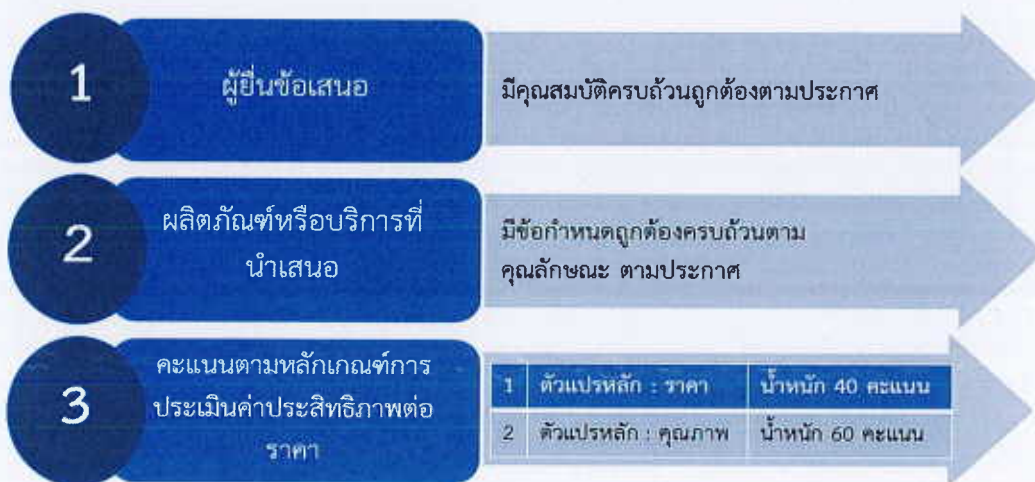 1
ผู้ยื่นข้อเสนอ
มีคุณสมบัติครบถ้วนถูกต้องตามประกาศ
2
ผลิตภัณฑ์หรือบริการที่
นำเสนอ
มีข้อกำหนดถูกต้องครบถ้วนตาม
คุณลักษณะ ตามประกาศ
3
คะแนนตามหลักเกณฑ์การ
ประเมินค่าประสิทธิภาพต่อ
ราคา
1 ตัวแปรหลัก : ราคา น้ำหนัก 40 คะแนน
2 ตัวแปรหลัก : คุณภาพ น้ำหนัก 60 คะแนน